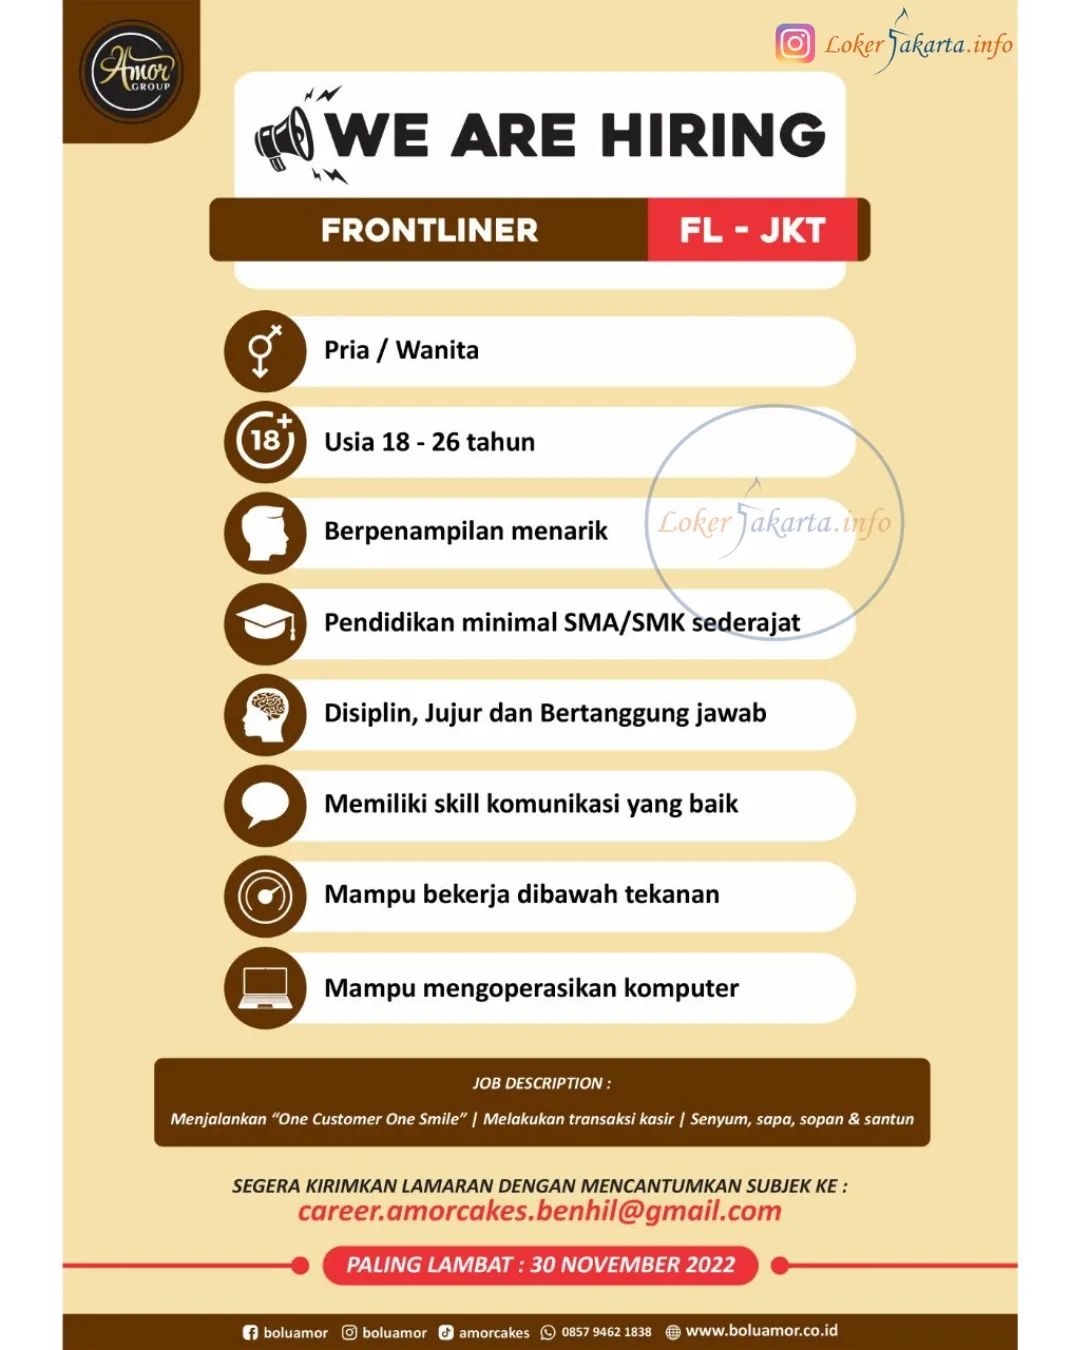 Amor
GROUP
Loker Jakarta.info
WE ARE HIRING
FRONTLINER FL - JKT
Pria / Wanita
18+
Usia 18 - 26 tahun
Berpenampilan menarik
Loker Jakarta.info
Pendidikan minimal SMA/SMK sederajat
Disiplin, Jujur dan Bertanggung jawab
Memiliki skill komunikasi yang baik
Mampu bekerja dibawah tekanan
Mampu mengoperasikan komputer
JOB DESCRIPTION :
Menjalankan “One Customer One Smile” | Melakukan transaksi kasir | Senyum, sapa, sopan & santun
SEGERA KIRIMKAN LAMARAN DENGAN MENCANTUMKAN SUBJEK KE :
career.amorcakes.benhil@gmail.com
PALING LAMBAT : 30 NOVEMBER 2022
boluamor boluamor amorcakes 0857 9462 1838 www.boluamor.co.id